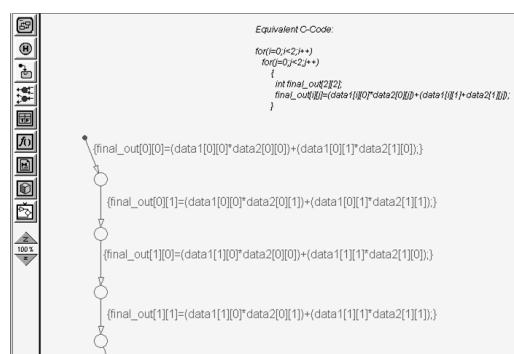 Equivalent C-Code:
for(i=0;i<2;i++)
for(j=0;j<2;j++)
{
int final_out[2][2];
final_out[i][j]=(data1[i][0]*data2[0][j])+(data1[i][1]+data2[1][j]);
}
{final_out[0][0]=(data1[0][0]*data2[0][0])+(data1[0][1]*data2[1][0]);}
{final_out[0][1]=(data1[0][0]*data2[0][1])+(data1[0][1]*data2[1][1]);}
{final_out[1][0]=(data1[1][0]*data2[0][0])+(data1[1][1]*data2[1][0]);}
{final_out[1][1]=(data1[1][0]*data2[0][1])+(data1[1][1]*data2[1][1]);}
H
f()
Z
100 %